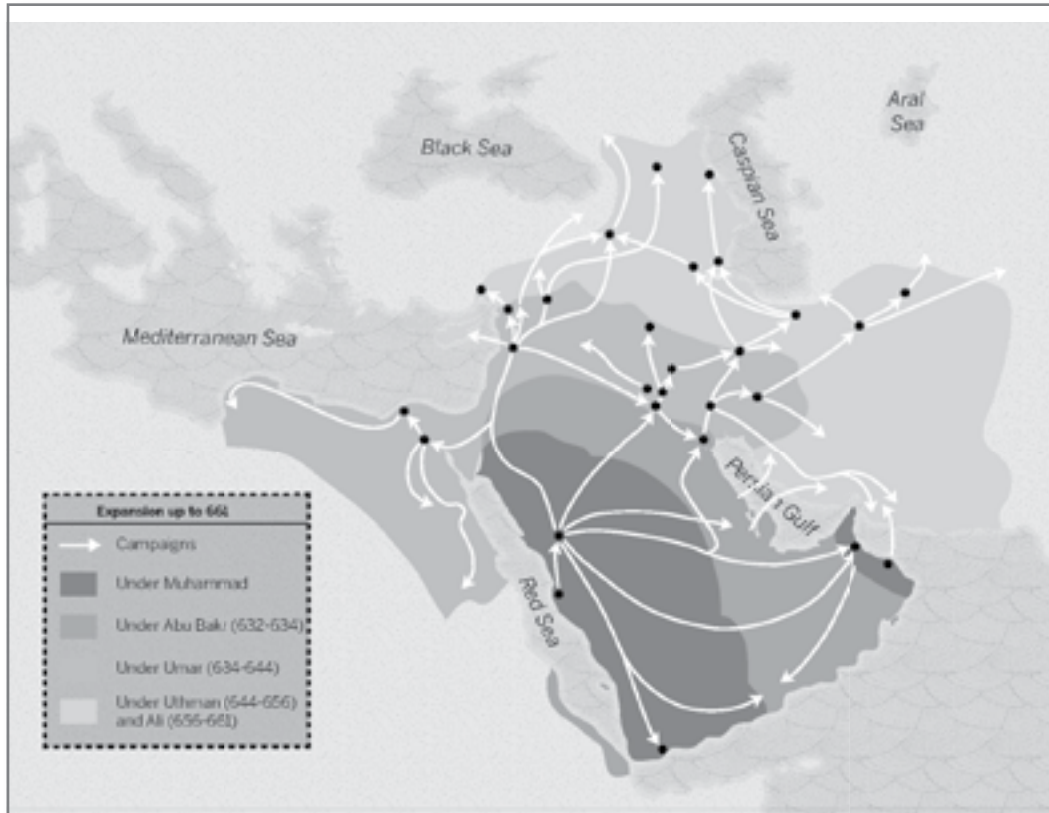 Aral
Sea
Black Sea
Caspian Sea
Mediterranean Sea
Persian Gulf
Red Sea
Expansion up to 661
Campaigns
Under Muhammad
Under Abu Bakr (632-634)
Under Umar (634-644)
Under Uthman (644-656)
and Ali (656-661)